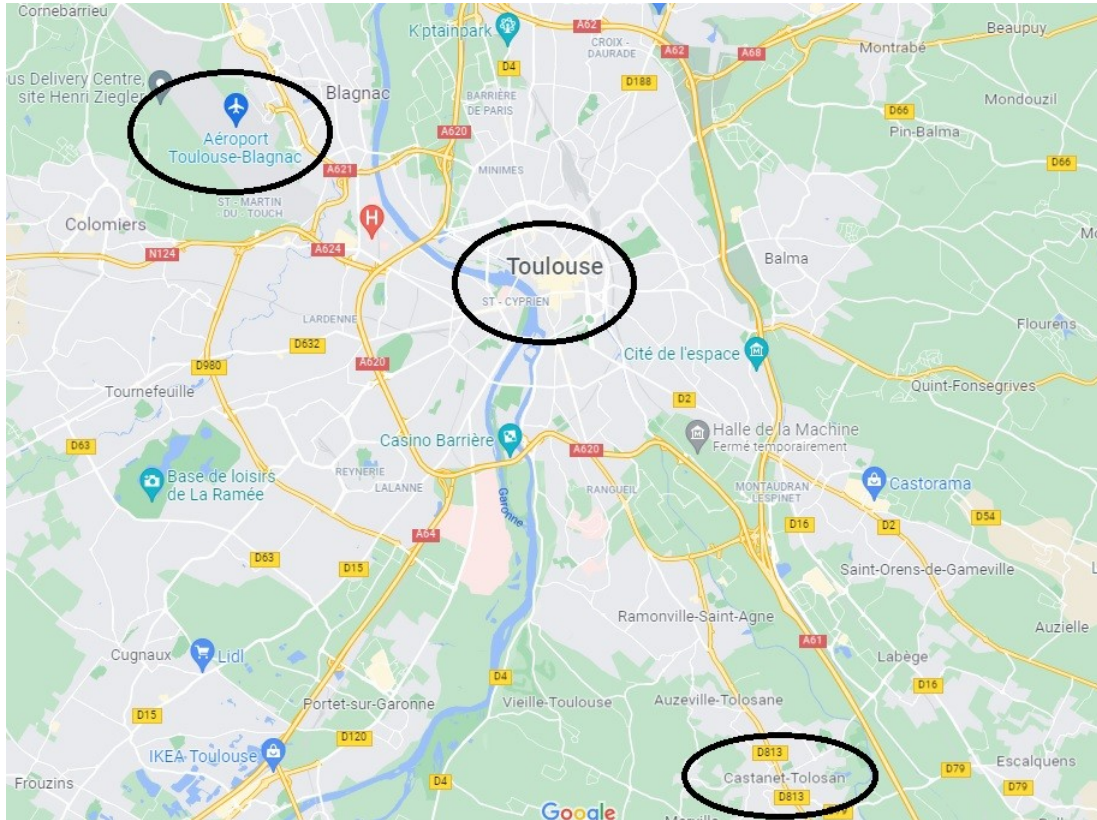 Cornebarrieu
K'ptainpark
A62
CROIX -
DAURADE
A62
A68
Beaupuy
Montrabé
D4
us Delivery Centre,
site Henri Ziegler
Blagnac
BARRIÈRE
DE PARIS
D188
Mondouzil
D66
Pin-Balma
Aéroport
Toulouse-Blagnac
A620
A621
MINIMES
D66
ST - MARTIN
DU - TOUCH
Colomiers
H
N124
A624
Toulouse
Balma
ST - CYPRIEN
LARDENNE
Flourens
D632
D980
A620
Cité de l'espace
Tournefeuille
Quint-Fonsegrives
D2
D63
Casino Barrière
A620
Halle de la Machine
Fermé temporairement
Base de loisirs
de La Ramée
REYNERIE
LALANNE
RANGUEIL
MONTAUDRAN
- LESPINET
Castorama
Garonne
D16
D54
D2
A64
D63
D15
Saint-Orens-de-Gameville
Ramonville-Saint-Agne
A61
Auzielle
Cugnaux
Lidl
Labège
D4
D16
Portet-sur-Garonne
Vieille-Toulouse
Auzeville-Tolosane
D15
D120
IKEA Toulouse
D813
Castanet-Tolosan
D79
Escalquens
Frouzins
D4
D813
D79
Google